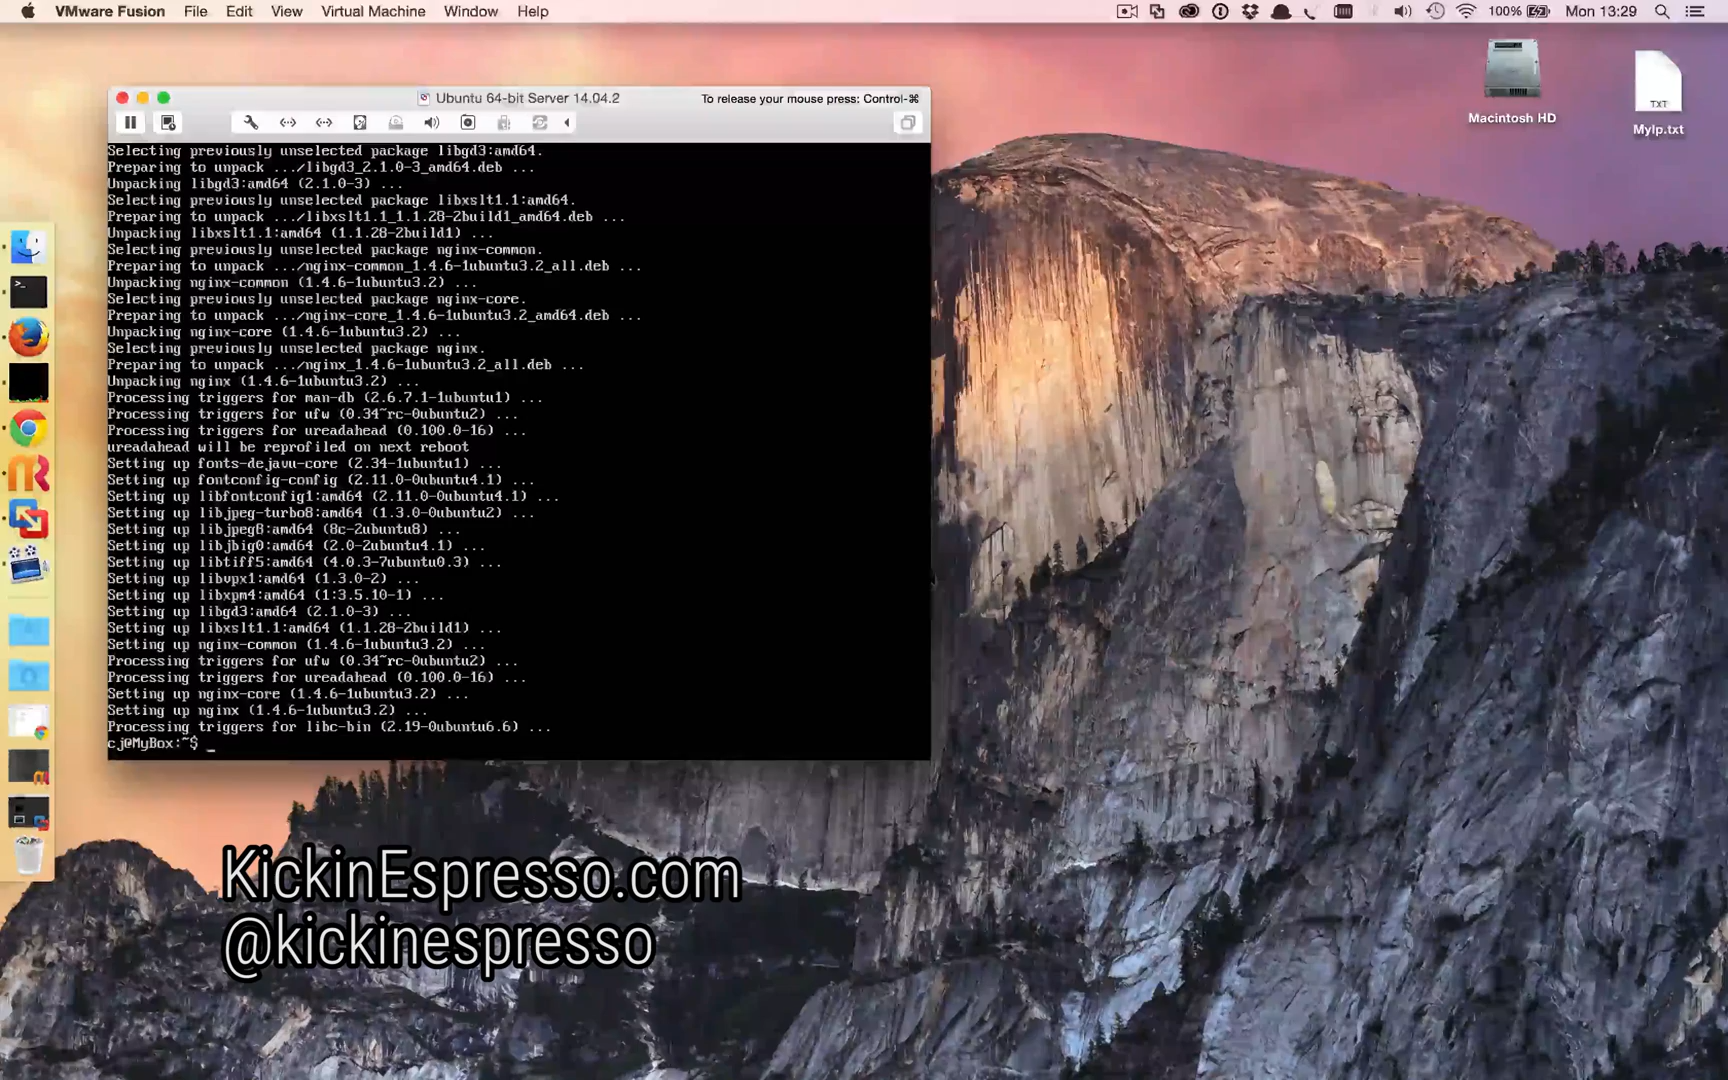 VMware Fusion File Edit View Virtual Machine Window Help 100% Mon 13:29
Macintosh HD
TXT
MyIp.txt
Ubuntu 64-bit Server 14.04.2
To release your mouse press: Control-⌘
Selecting previously unselected package libgd3:amd64.
Preparing to unpack .../libgd3_2.1.0-3_amd64.deb ...
Unpacking libgd3:amd64 (2.1.0-3) ...
Selecting previously unselected package libxslt1.1:amd64.
Preparing to unpack .../libxslt1.1_1.1.28-2build1_amd64.deb ...
Unpacking libxslt1.1:amd64 (1.1.28-2build1) ...
Selecting previously unselected package nginx-common.
Preparing to unpack .../nginx-common_1.4.6-1ubuntu3.2_all.deb ...
Unpacking nginx-common (1.4.6-1ubuntu3.2) ...
Selecting previously unselected package nginx-core.
Preparing to unpack .../nginx-core_1.4.6-1ubuntu3.2_amd64.deb ...
Unpacking nginx-core (1.4.6-1ubuntu3.2) ...
Selecting previously unselected package nginx.
Preparing to unpack .../nginx_1.4.6-1ubuntu3.2_all.deb ...
Unpacking nginx (1.4.6-1ubuntu3.2) ...
Processing triggers for man-db (2.6.7.1-1ubuntu1) ...
Processing triggers for ufw (0.34~rc-0ubuntu2) ...
Processing triggers for ureadahead (0.100.0-16) ...
ureadahead will be reprofiled on next reboot
Setting up fonts-dejavu-core (2.34-1ubuntu1) ...
Setting up fontconfig-config (2.11.0-0ubuntu4.1) ...
Setting up libfontconfig1:amd64 (2.11.0-0ubuntu4.1) ...
Setting up libjpeg-turbo8:amd64 (1.3.0-0ubuntu2) ...
Setting up libjpeg8:amd64 (8c-2ubuntu8) ...
Setting up libjbig0:amd64 (2.0-2ubuntu4.1) ...
Setting up libtiff5:amd64 (4.0.3-7ubuntu0.3) ...
Setting up libvpx1:amd64 (1.3.0-2) ...
Setting up libxpm4:amd64 (1:3.5.10-1) ...
Setting up libgd3:amd64 (2.1.0-3) ...
Setting up libxslt1.1:amd64 (1.1.28-2build1) ...
Setting up nginx-common (1.4.6-1ubuntu3.2) ...
Processing triggers for ufw (0.34~rc-0ubuntu2) ...
Processing triggers for ureadahead (0.100.0-16) ...
Setting up nginx-core (1.4.6-1ubuntu3.2) ...
Setting up nginx (1.4.6-1ubuntu3.2) ...
Processing triggers for libc-bin (2.19-0ubuntu6.6) ...
cj@MyBox:~$ _
KickinEspresso.com
@kickinespresso